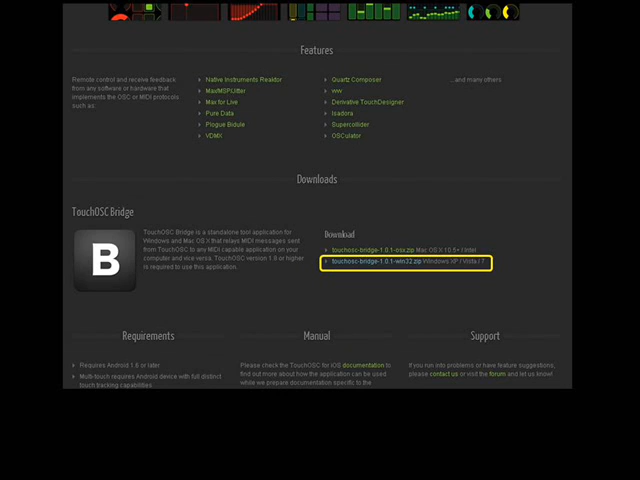 Features
Remote control and receive feedback
from any software or hardware that
implements the OSC or MIDI protocols
such as:
Native Instruments Reaktor
Max/MSP/Jitter
Max for Live
Pure Data
Plogue Bidule
VDMX
Quartz Composer
vvvv
Derivative TouchDesigner
Isadora
Supercollider
OSCulator
...and many others
Downloads
TouchOSC Bridge
B
TouchOSC Bridge is a standalone tool application for
Windows and Mac OS X that relays MIDI messages sent
from TouchOSC to any MIDI capable application on your
computer and vice versa. TouchOSC version 1.8 or higher
is required to use this application.
Download
touchosc-bridge-1.0.1-osx.zip Mac OS X 10.5+ / Intel
touchosc-bridge-1.0.1-win32.zip Windows XP / Vista / 7
Requirements
Requires Android 1.6 or later
Multi-touch requires Android device with full distinct
touch tracking capabilities
Manual
Please check the TouchOSC for iOS documentation to
find out more about how the application can be used
while we prepare documentation specific to the
Support
If you run into problems or have feature suggestions,
please contact us or visit the forum and let us know!